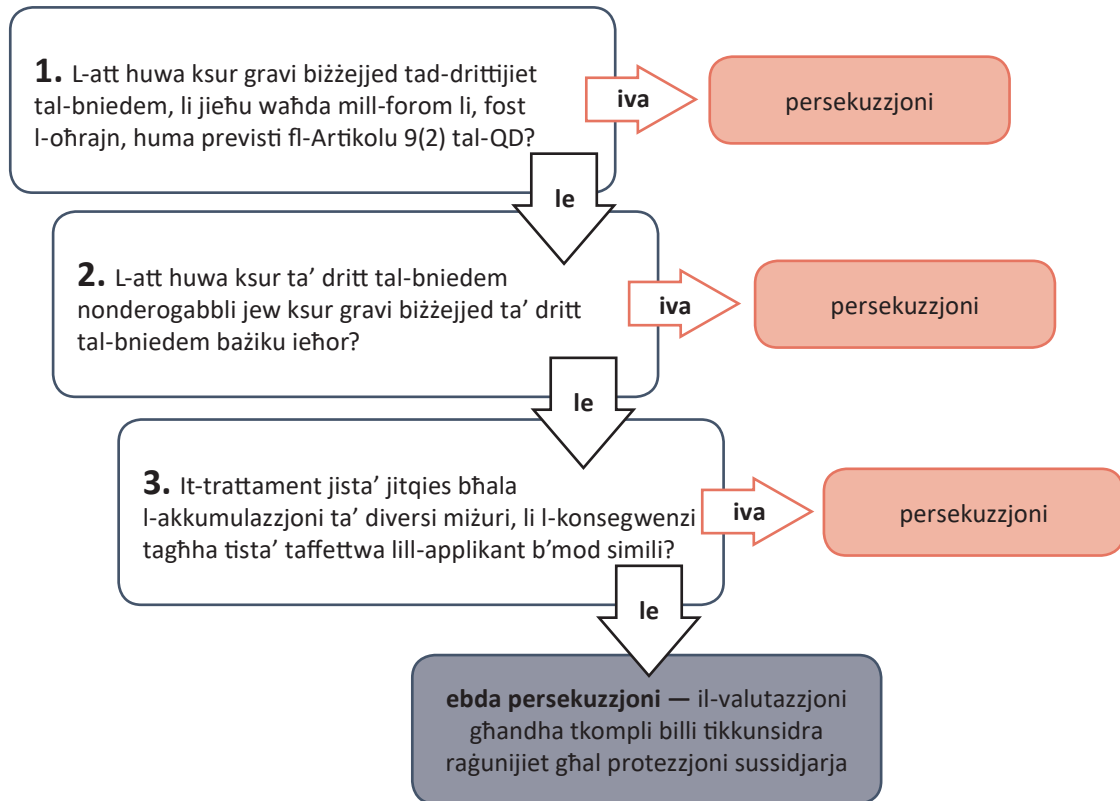 1. L-att huwa ksur gravi biżżejjed tad-drittijiet
tal-bniedem, li jieħu waħda mill-forom li, fost
l-oħrajn, huma previsti fl-Artikolu 9(2) tal-QD?
iva
persekuzzjoni
le
2. L-att huwa ksur ta’ dritt tal-bniedem
nonderogabbli jew ksur gravi biżżejjed ta’ dritt
tal-bniedem bażiku ieħor?
iva
persekuzzjoni
le
3. It-trattament jista’ jitqies bħala
l-akkumulazzjoni ta’ diversi miżuri, li l-konsegwenzi
tagħha tista’ taffettwa lill-applikant b’mod simili?
iva
persekuzzjoni
le
ebda persekuzzjoni — il-valutazzjoni
għandha tkompli billi tikkunsidra
raġunijiet għal protezzjoni sussidjarja